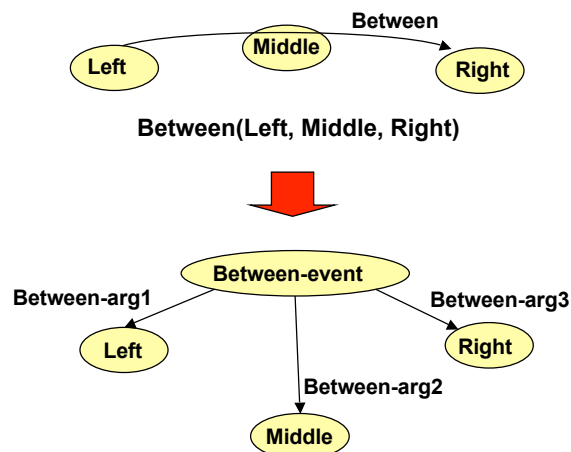 Between
Middle
Left
Right
Between(Left, Middle, Right)
Between-event
Between-arg1
Between-arg3
Left
Right
Between-arg2
Middle